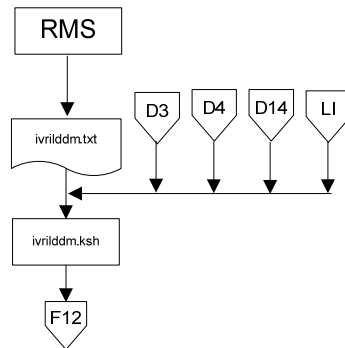 RMS
D3 D4 D14 LI
ivrilddm.txt
ivrilddm.ksh
F12